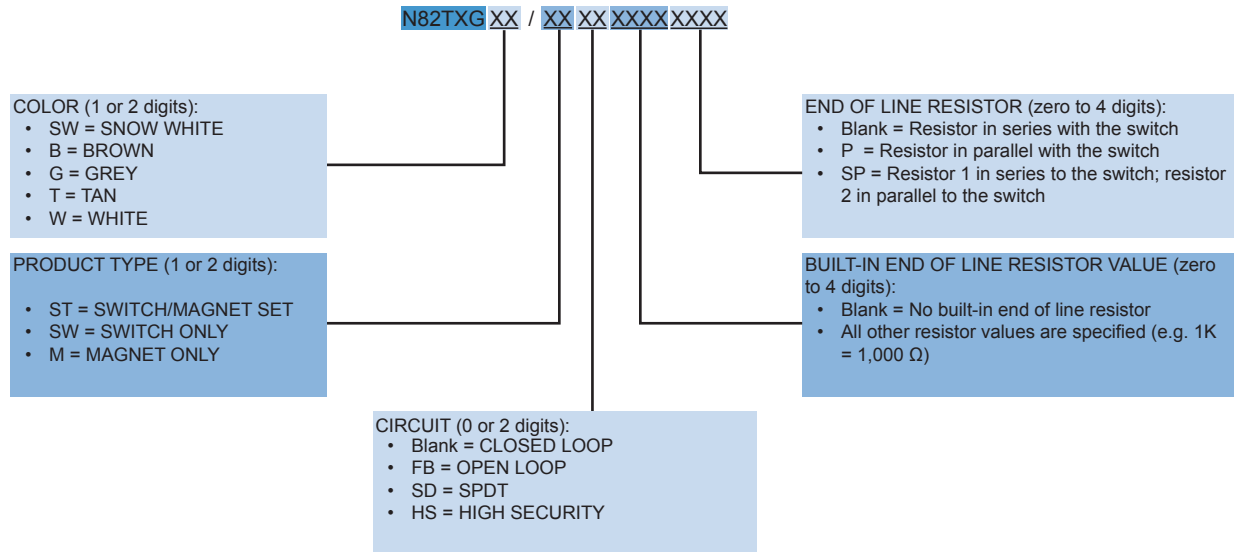 N82TXG XX / XX XX XXXX XXXX
COLOR (1 or 2 digits):
• SW = SNOW WHITE
• B = BROWN
• G = GREY
• T = TAN
• W = WHITE
END OF LINE RESISTOR (zero to 4 digits):
• Blank = Resistor in series with the switch
• P = Resistor in parallel with the switch
• SP = Resistor 1 in series to the switch; resistor
2 in parallel to the switch
PRODUCT TYPE (1 or 2 digits):
• ST = SWITCH/MAGNET SET
• SW = SWITCH ONLY
• M = MAGNET ONLY
BUILT-IN END OF LINE RESISTOR VALUE (zero
to 4 digits):
• Blank = No built-in end of line resistor
• All other resistor values are specified (e.g. 1K
= 1,000 Ω)
CIRCUIT (0 or 2 digits):
• Blank = CLOSED LOOP
• FB = OPEN LOOP
• SD = SPDT
• HS = HIGH SECURITY